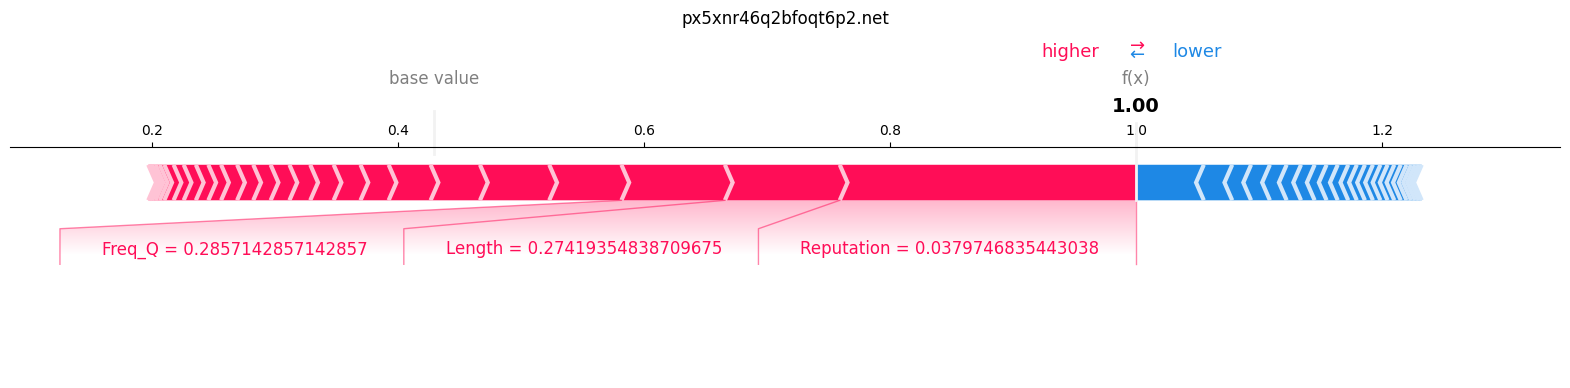 px5xnr46q2bfoqt6p2.net
higher ⇄ lower
base value f(x)
1.00
0.2 0.4 0.6 0.8 1 0 1.2
Freq_Q = 0.2857142857142857 Length = 0.27419354838709675 Reputation = 0.0379746835443038